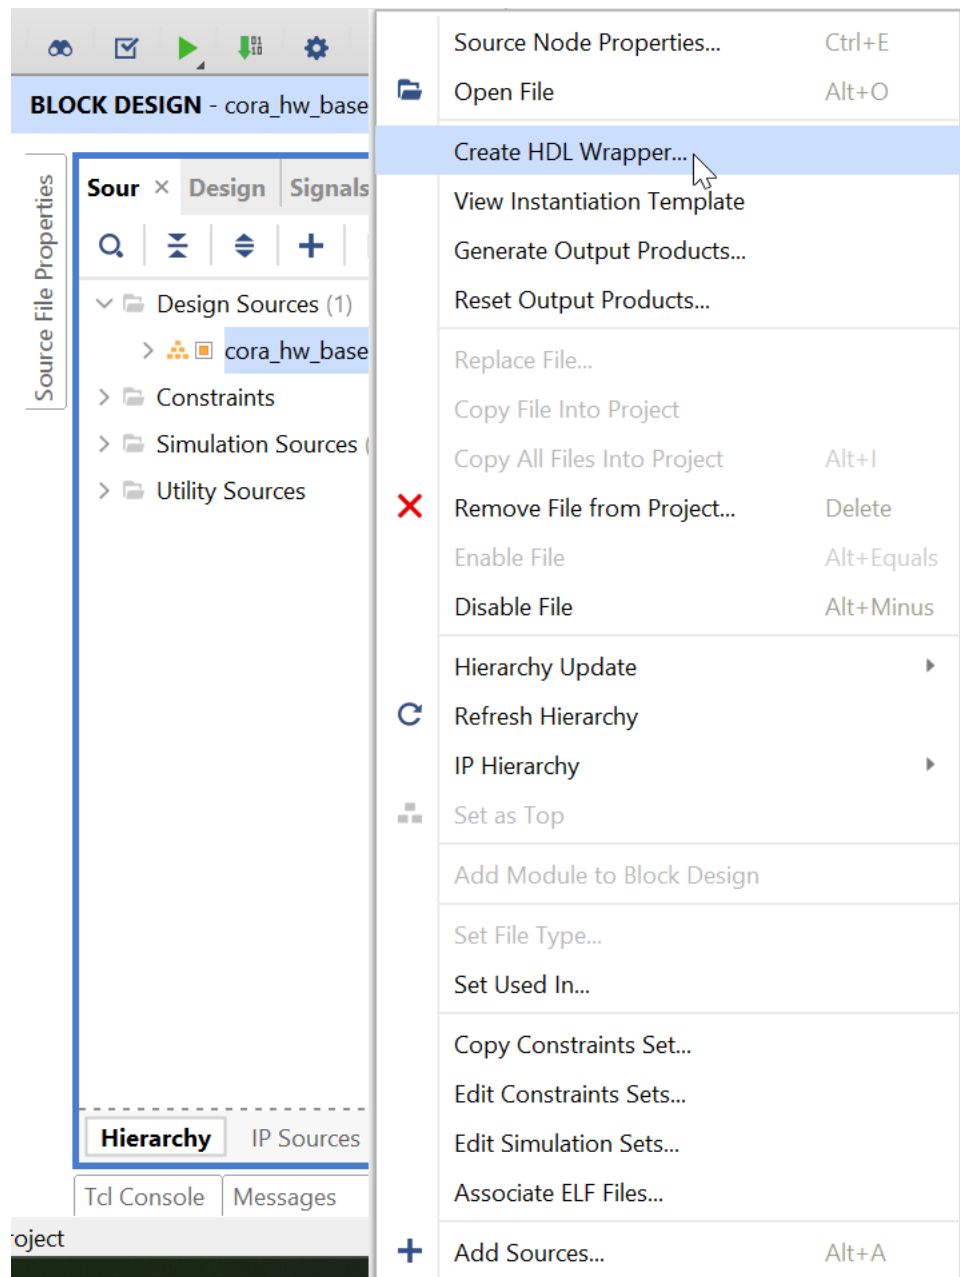 BLOCK DESIGN - cora_hw_base
Source File Properties
Sour × Design Signals
Design Sources (1)
cora_hw_base
Constraints
Simulation Sources (
Utility Sources
Hierarchy IP Sources
Tcl Console Messages
roject
Source Node Properties... Ctrl+E
Open File Alt+O
Create HDL Wrapper...
View Instantiation Template
Generate Output Products...
Reset Output Products...
Replace File...
Copy File Into Project
Copy All Files Into Project Alt+I
Remove File from Project... Delete
Enable File Alt+Equals
Disable File Alt+Minus
Hierarchy Update
Refresh Hierarchy
IP Hierarchy
Set as Top
Add Module to Block Design
Set File Type...
Set Used In...
Copy Constraints Set...
Edit Constraints Sets...
Edit Simulation Sets...
Associate ELF Files...
Add Sources... Alt+A